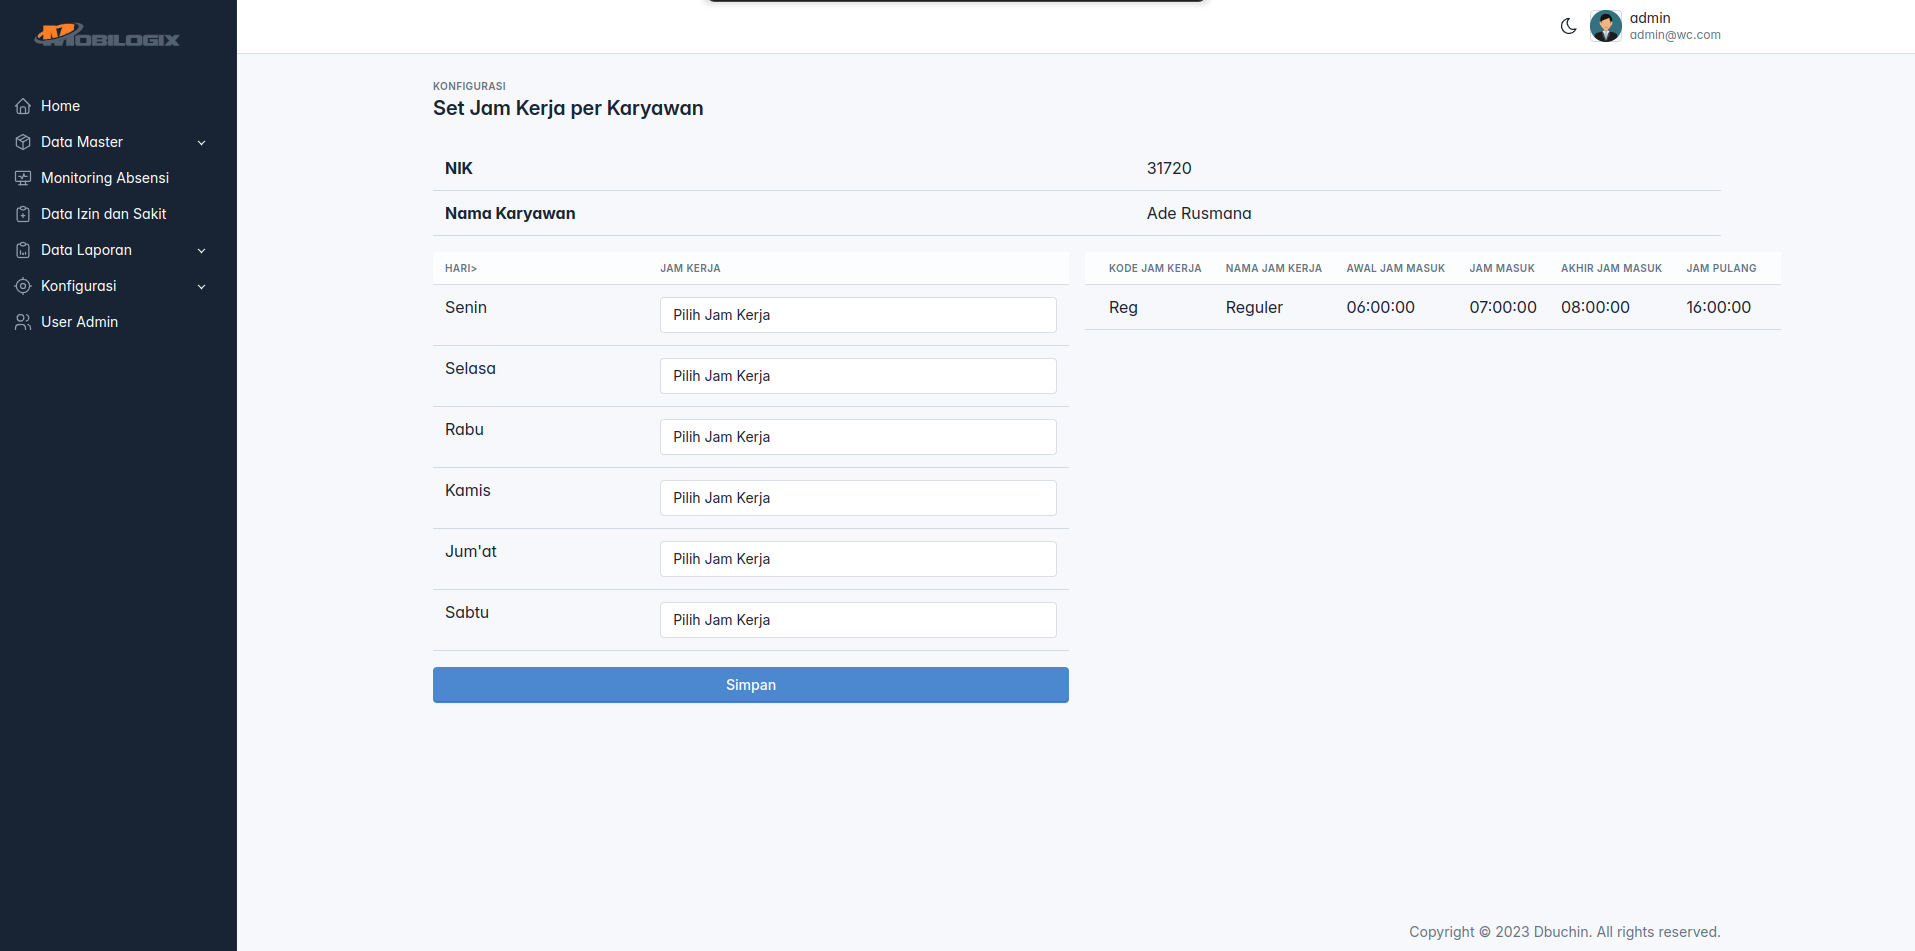 MOBILOGIX
admin
admin@wc.com
Home
Data Master
Monitoring Absensi
Data Izin dan Sakit
Data Laporan
Konfigurasi
User Admin
KONFIGURASI
Set Jam Kerja per Karyawan
NIK 31720
Nama Karyawan Ade Rusmana
HARI> JAM KERJA
Senin Pilih Jam Kerja
Selasa Pilih Jam Kerja
Rabu Pilih Jam Kerja
Kamis Pilih Jam Kerja
Jum'at Pilih Jam Kerja
Sabtu Pilih Jam Kerja
Simpan
KODE JAM KERJA NAMA JAM KERJA AWAL JAM MASUK JAM MASUK AKHIR JAM MASUK JAM PULANG
Reg Reguler 06:00:00 07:00:00 08:00:00 16:00:00
Copyright © 2023 Dbuchin. All rights reserved.